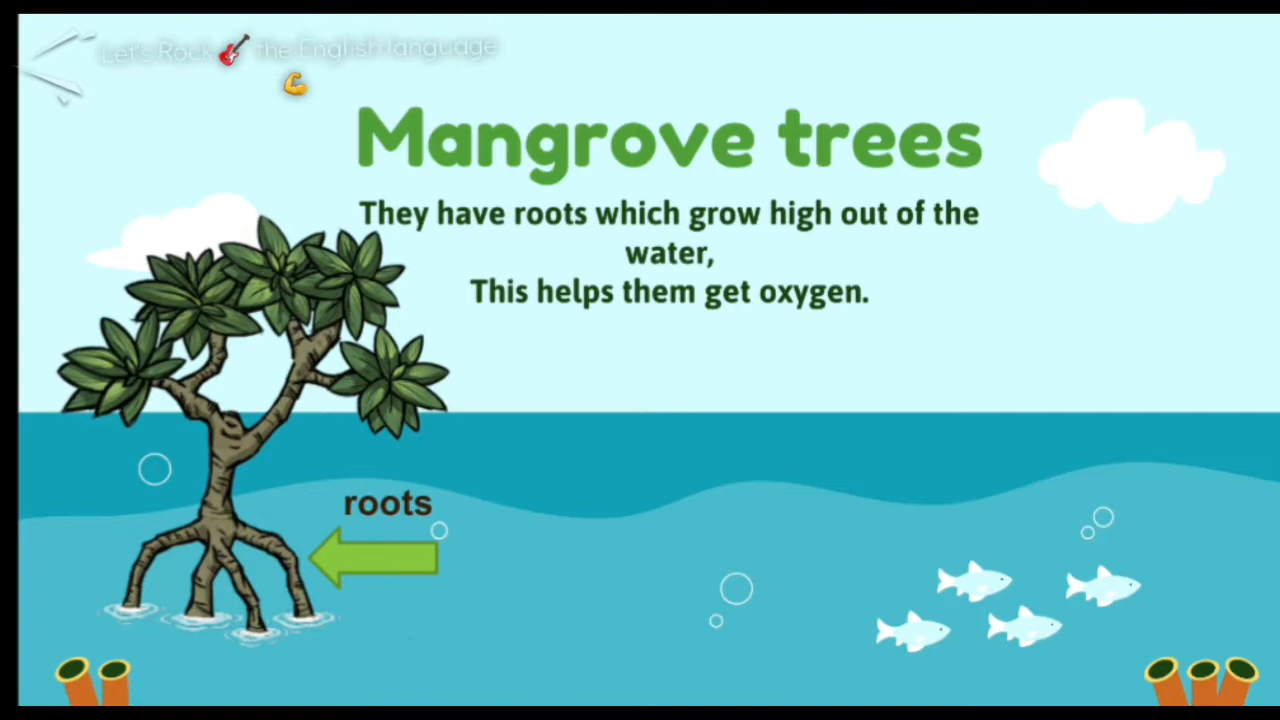 Let's Rock 🎸 the English language
💪
Mangrove trees
They have roots which grow high out of the
water,
This helps them get oxygen.
roots